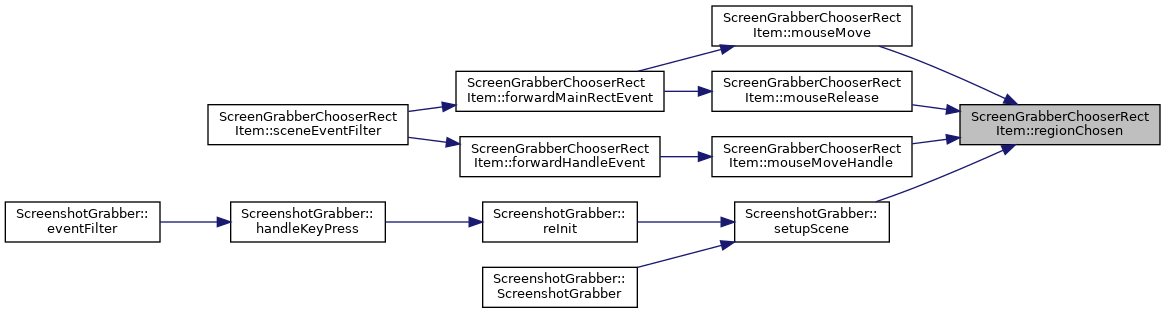 ScreenGrabberChooserRect
Item::mouseMove
ScreenGrabberChooserRect
Item::forwardMainRectEvent
ScreenGrabberChooserRect
Item::mouseRelease
ScreenGrabberChooserRect
Item::sceneEventFilter
ScreenGrabberChooserRect
Item::regionChosen
ScreenGrabberChooserRect
Item::forwardHandleEvent
ScreenGrabberChooserRect
Item::mouseMoveHandle
ScreenshotGrabber::
eventFilter
ScreenshotGrabber::
handleKeyPress
ScreenshotGrabber::
reInit
ScreenshotGrabber::
setupScene
ScreenshotGrabber::
ScreenshotGrabber